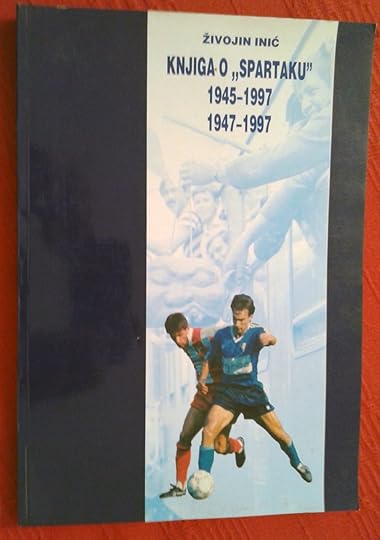 ŽIVOJIN INIĆ
KNJIGA O „SPARTAKU”
1945-1997
1947-1997